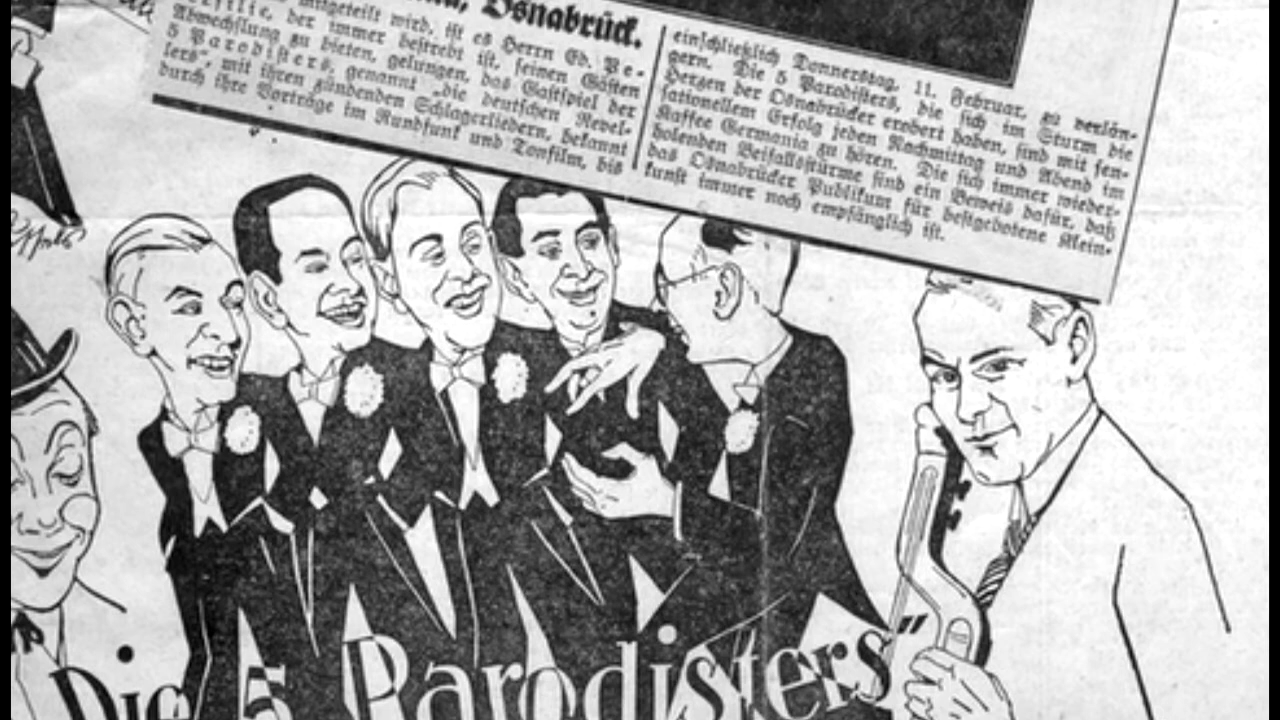 Osnabrück.
mitgeteilt wird, ist es Herrn Ed. Pe-
der immer bestrebt ist, seinen Gästen
Abwechslung zu bieten, gelungen, das Gastspiel der
5 Parodisters, genannt „die deutschen Revel-
lers“ mit ihren zündenden Schlagerliedern, bekannt
durch ihre Vorträge im Rundfunk und Tonfilm, bis
einschließlich Donnerstag, 11. Februar, zu verlän-
gern. Die 5 Parodisters, die sich im Sturm die
Herzen der Osnabrücker erobert haben, sind mit sen-
sationellem Erfolg jeden Nachmittag und Abend im
Kaffee Germania zu hören. Die sich immer wieder-
holenden Beifallsstürme sind ein Beweis dafür, daß
das Osnabrücker Publikum für bestgebotene Klein-
kunst immer noch empfänglich ist.
Die 5 Parodisters"